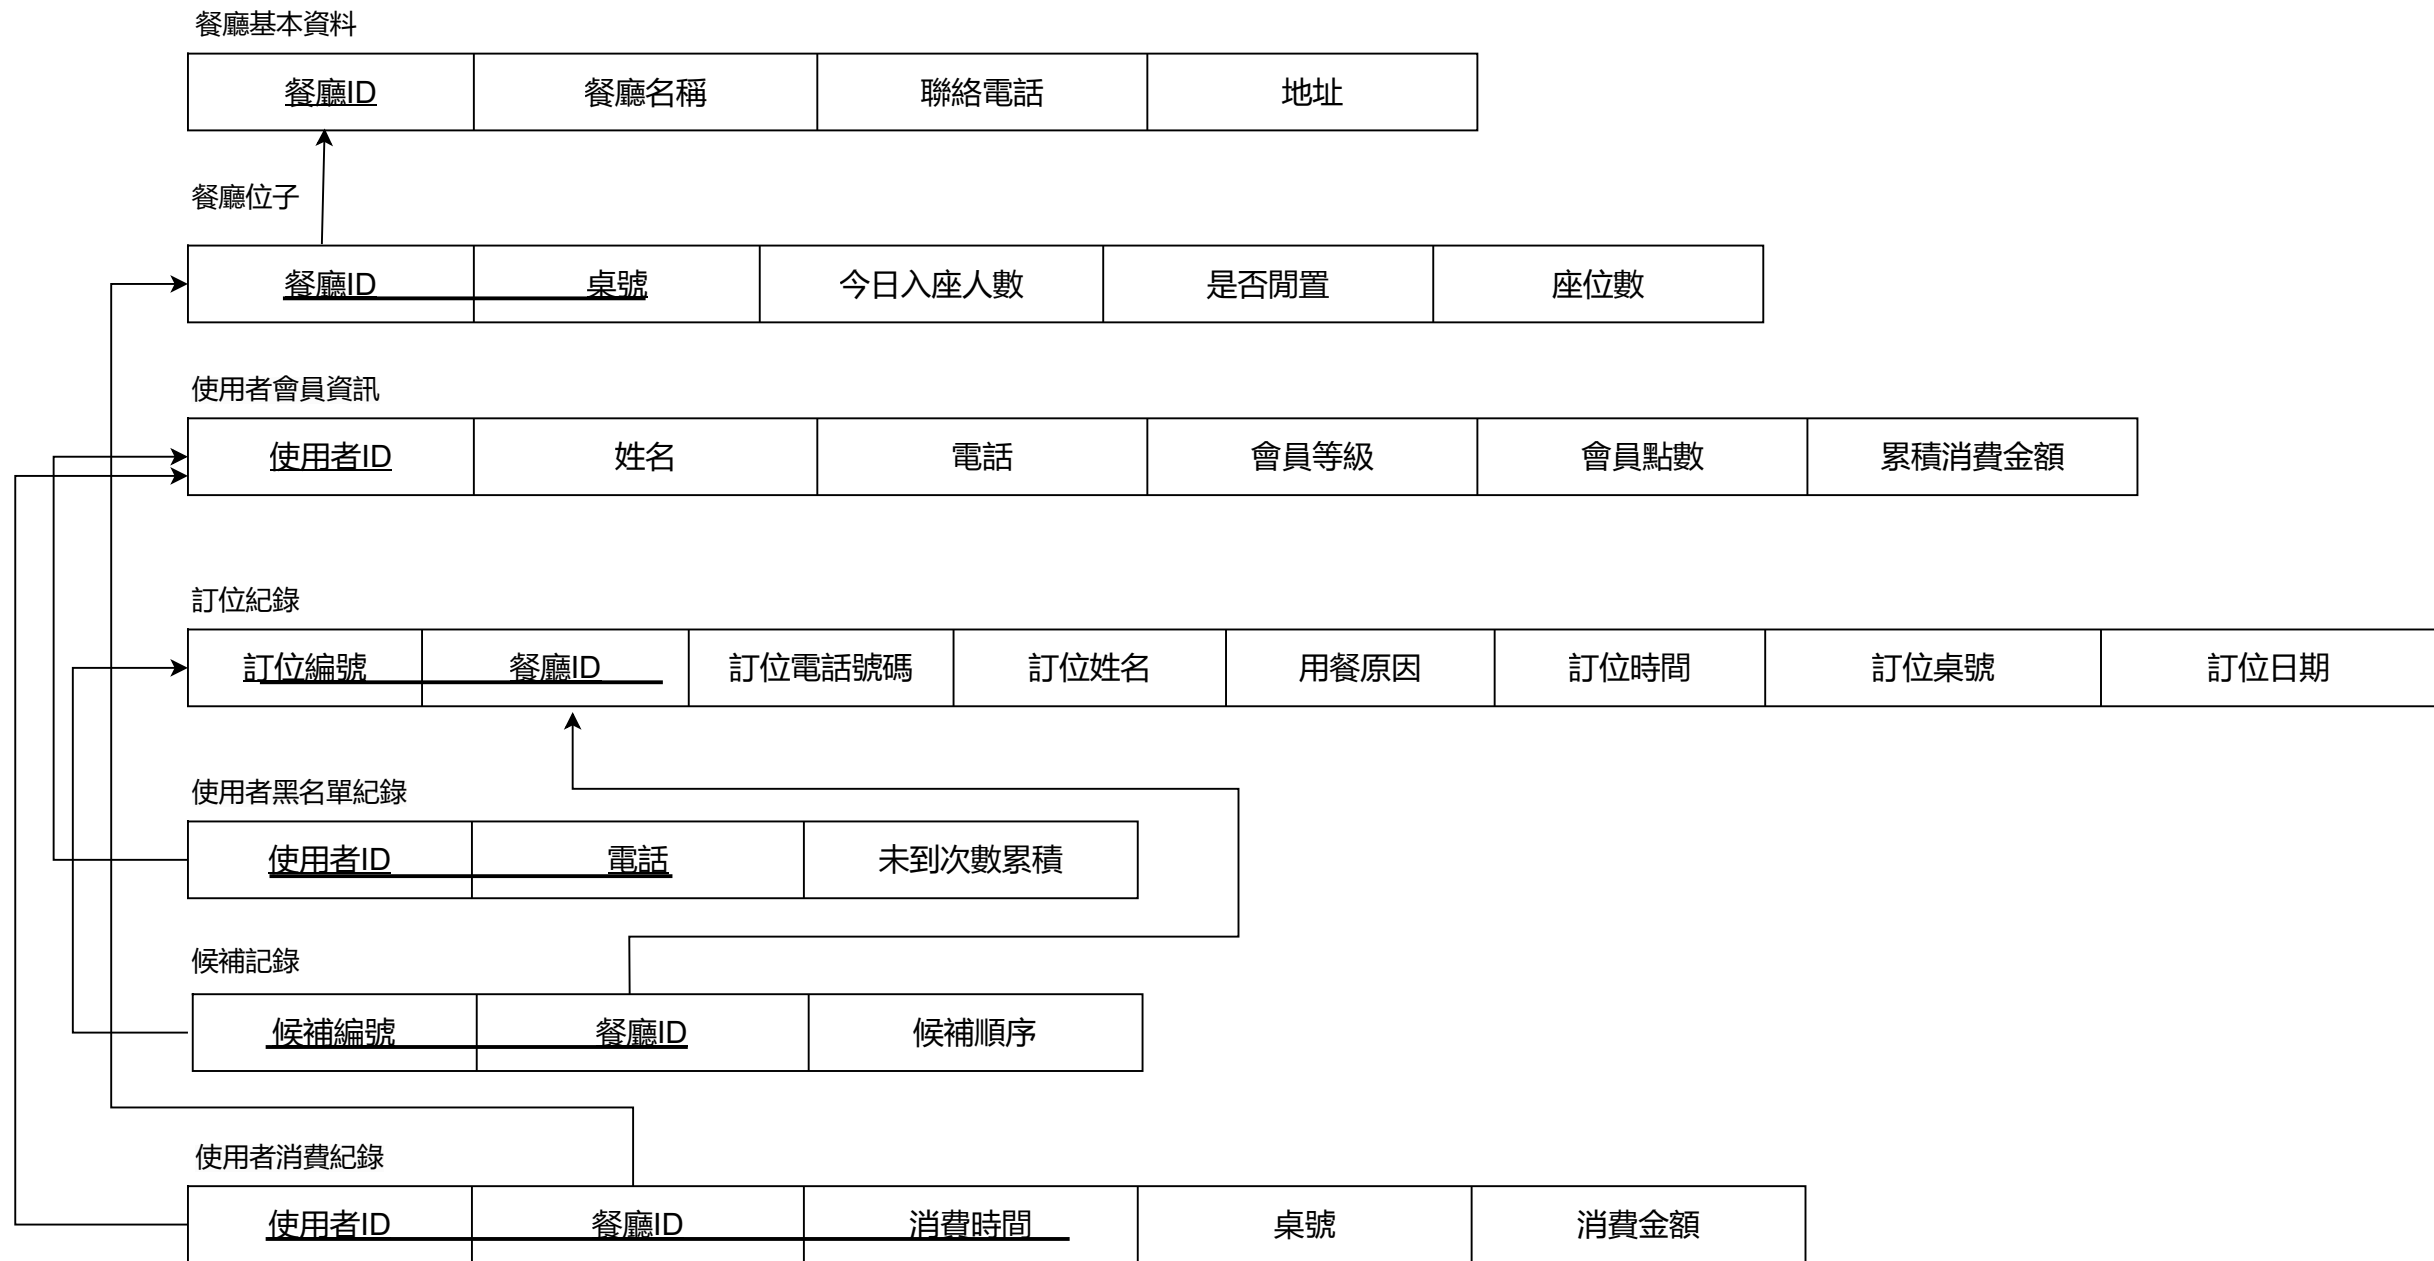 餐廳基本資料
餐廳ID 餐廳名稱 聯絡電話 地址
餐廳位子
餐廳ID 桌號 今日入座人數 是否閒置 座位數
使用者會員資訊
使用者ID 姓名 電話 會員等級 會員點數 累積消費金額
訂位紀錄
訂位編號 餐廳ID 訂位電話號碼 訂位姓名 用餐原因 訂位時間 訂位桌號 訂位日期
使用者黑名單紀錄
使用者ID 電話 未到次數累積
候補記錄
候補編號 餐廳ID 候補順序
使用者消費紀錄
使用者ID 餐廳ID 消費時間 桌號 消費金額